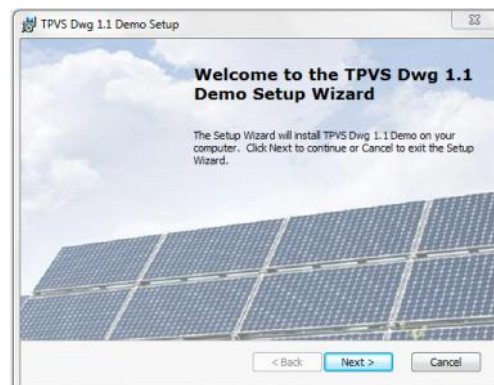 TPVS Dwg 1.1 Demo Setup
Welcome to the TPVS Dwg 1.1
Demo Setup Wizard
The Setup Wizard will install TPVS Dwg 1.1 Demo on your
computer. Click Next to continue or Cancel to exit the Setup
Wizard.
< Back Next > Cancel